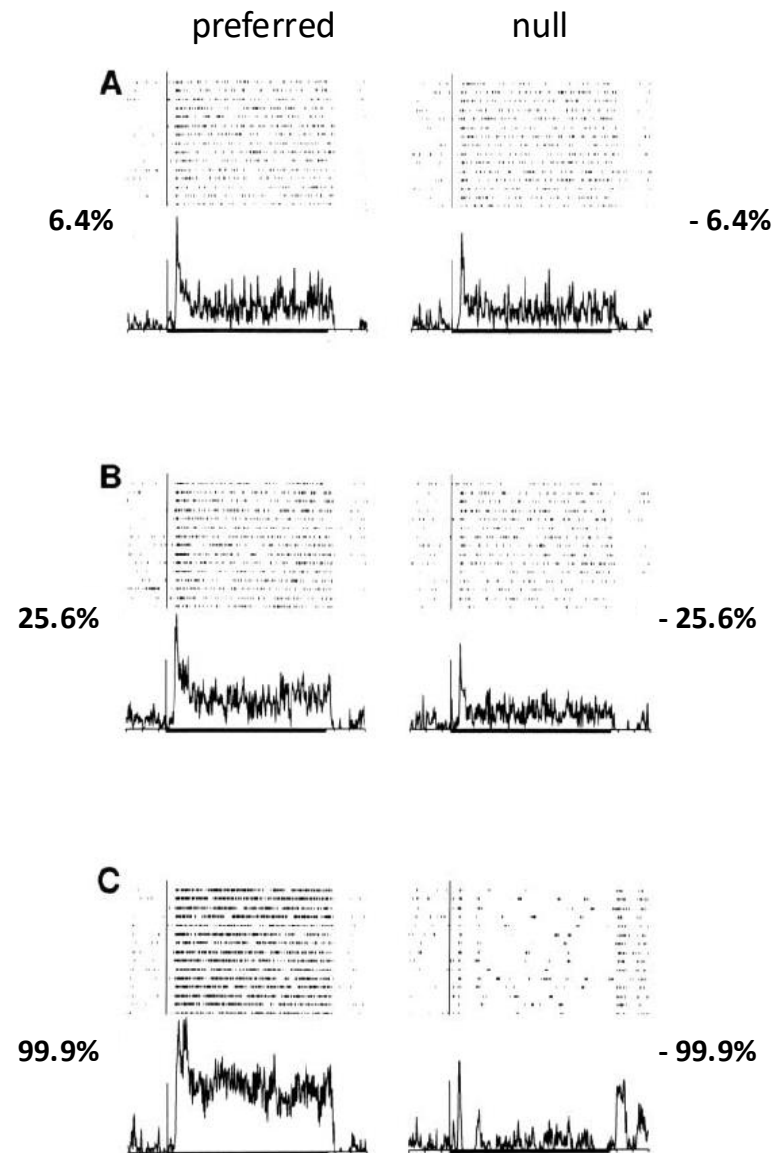 preferred null
A
6.4% - 6.4%
B
25.6% - 25.6%
C
99.9% - 99.9%